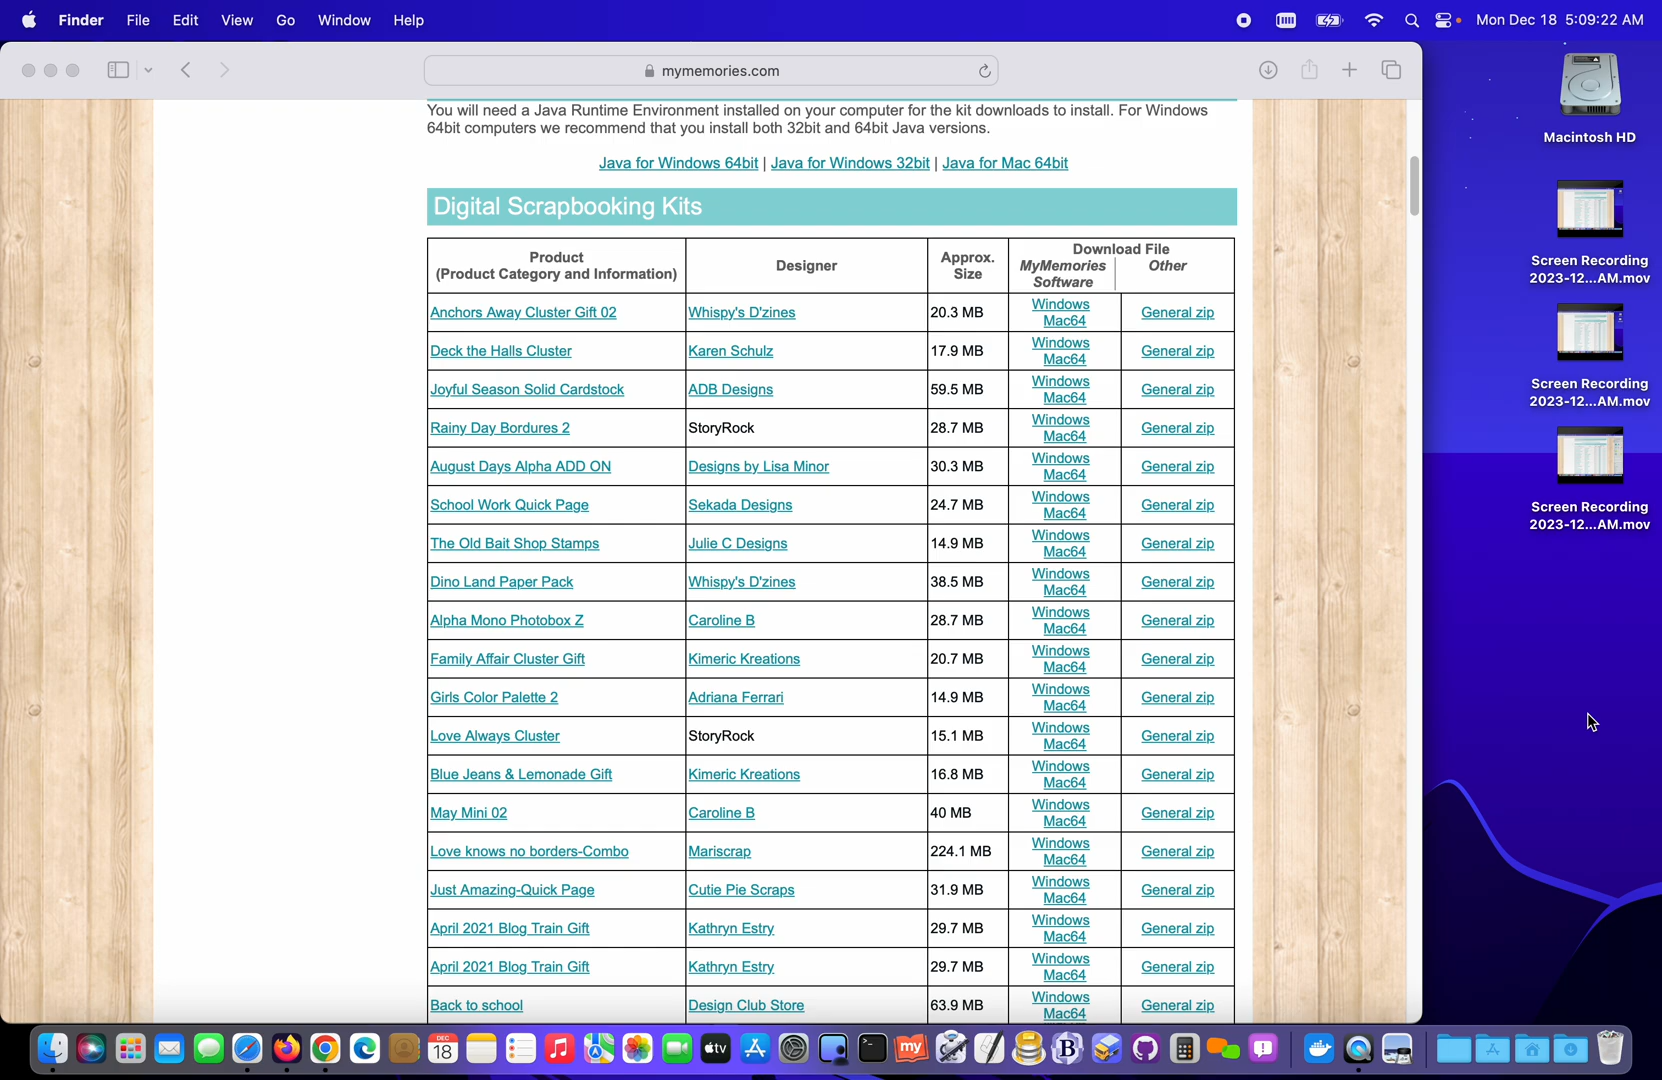 Finder File Edit View Go Window Help Mon Dec 18 5:09:22 AM
mymemories.com
You will need a Java Runtime Environment installed on your computer for the kit downloads to install. For Windows
64bit computers we recommend that you install both 32bit and 64bit Java versions.
Java for Windows 64bit | Java for Windows 32bit | Java for Mac 64bit
Digital Scrapbooking Kits
Product
(Product Category and Information)
Designer
Approx.
Size
Download File
MyMemories
Software
Other
Anchors Away Cluster Gift 02 Whispy's D'zines 20.3 MB Windows General zip
Mac64
Deck the Halls Cluster Karen Schulz 17.9 MB Windows General zip
Mac64
Joyful Season Solid Cardstock ADB Designs 59.5 MB Windows General zip
Mac64
Rainy Day Bordures 2 StoryRock 28.7 MB Windows General zip
Mac64
August Days Alpha ADD ON Designs by Lisa Minor 30.3 MB Windows General zip
Mac64
School Work Quick Page Sekada Designs 24.7 MB Windows General zip
Mac64
The Old Bait Shop Stamps Julie C Designs 14.9 MB Windows General zip
Mac64
Dino Land Paper Pack Whispy's D'zines 38.5 MB Windows General zip
Mac64
Alpha Mono Photobox Z Caroline B 28.7 MB Windows General zip
Mac64
Family Affair Cluster Gift Kimeric Kreations 20.7 MB Windows General zip
Mac64
Girls Color Palette 2 Adriana Ferrari 14.9 MB Windows General zip
Mac64
Love Always Cluster StoryRock 15.1 MB Windows General zip
Mac64
Blue Jeans & Lemonade Gift Kimeric Kreations 16.8 MB Windows General zip
Mac64
May Mini 02 Caroline B 40 MB Windows General zip
Mac64
Love knows no borders-Combo Mariscrap 224.1 MB Windows General zip
Mac64
Just Amazing-Quick Page Cutie Pie Scraps 31.9 MB Windows General zip
Mac64
April 2021 Blog Train Gift Kathryn Estry 29.7 MB Windows General zip
Mac64
April 2021 Blog Train Gift Kathryn Estry 29.7 MB Windows General zip
Mac64
Back to school Design Club Store 63.9 MB Windows General zip
Mac64
Macintosh HD
Screen Recording
2023-12...AM.mov
Screen Recording
2023-12...AM.mov
Screen Recording
2023-12...AM.mov
DEC
18
tv
my
B